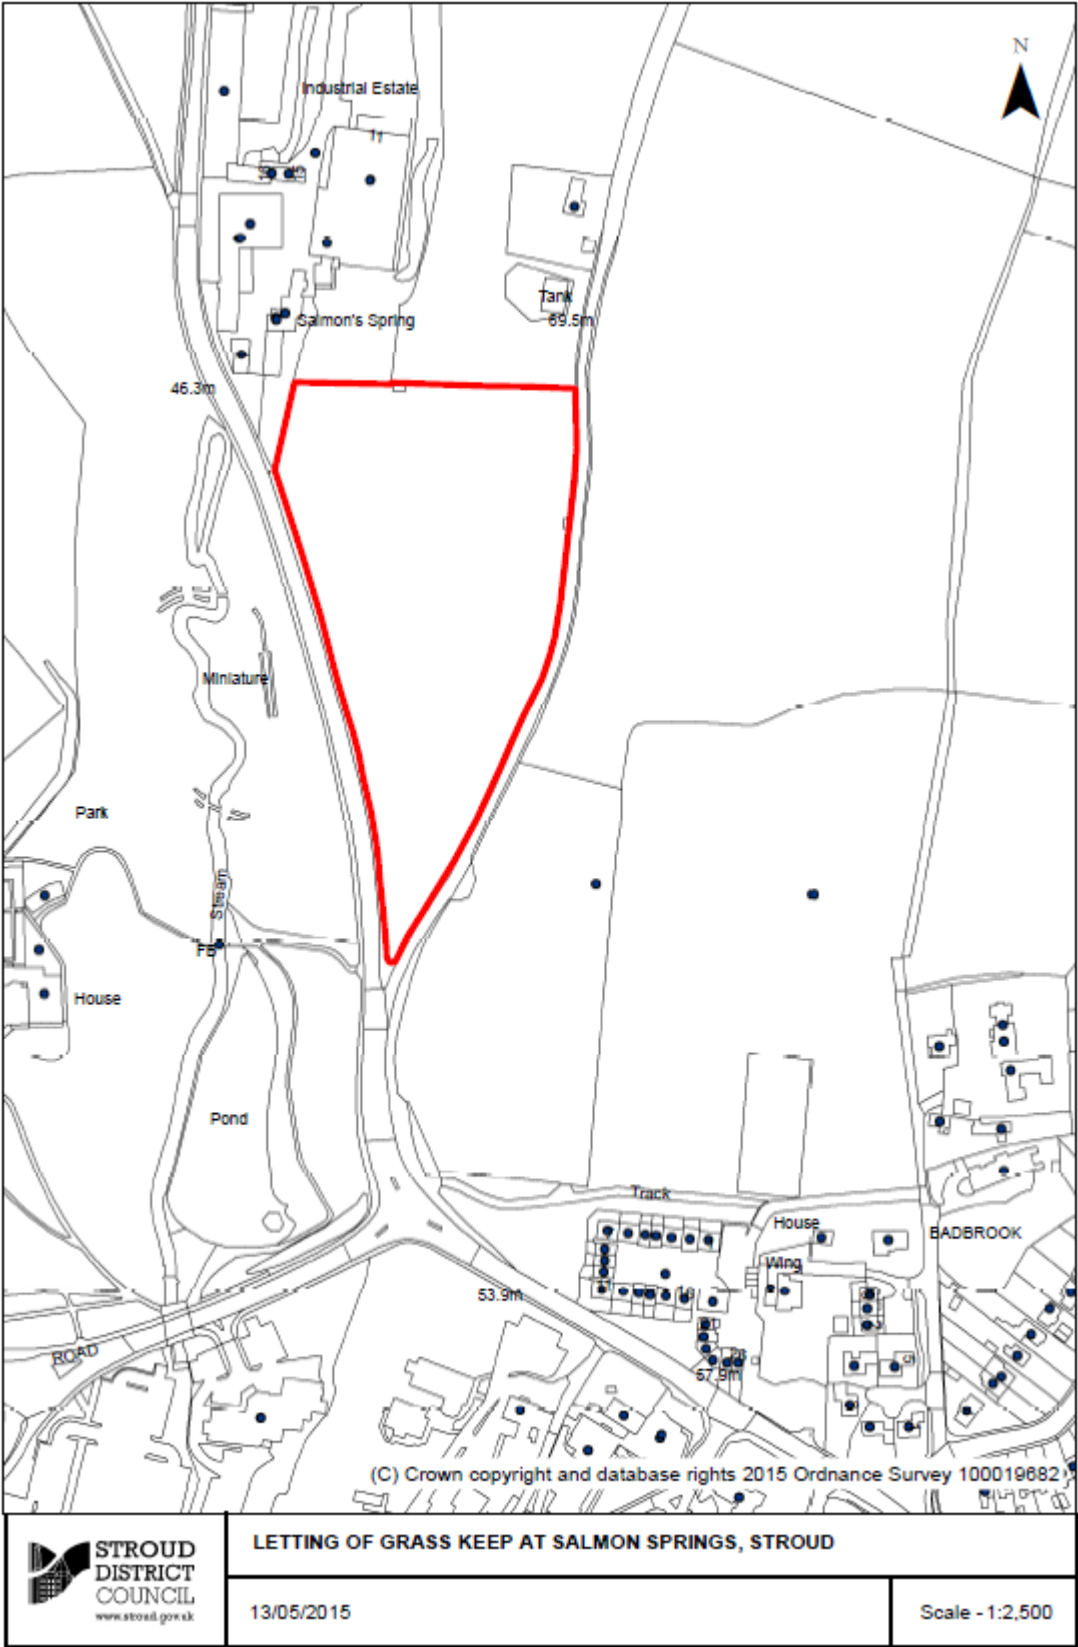 N
Industrial Estate
11
Tank
69.5m
Salmon's Spring
46.3m
Miniature
Park
Stream
FB
House
Pond
Track
House
BADBROOK
Wing
53.9m
ROAD
57.9m
(C) Crown copyright and database rights 2015 Ordnance Survey 100019682
STROUD
DISTRICT
COUNCIL
www.stroud.gov.uk
LETTING OF GRASS KEEP AT SALMON SPRINGS, STROUD
13/05/2015
Scale - 1:2,500